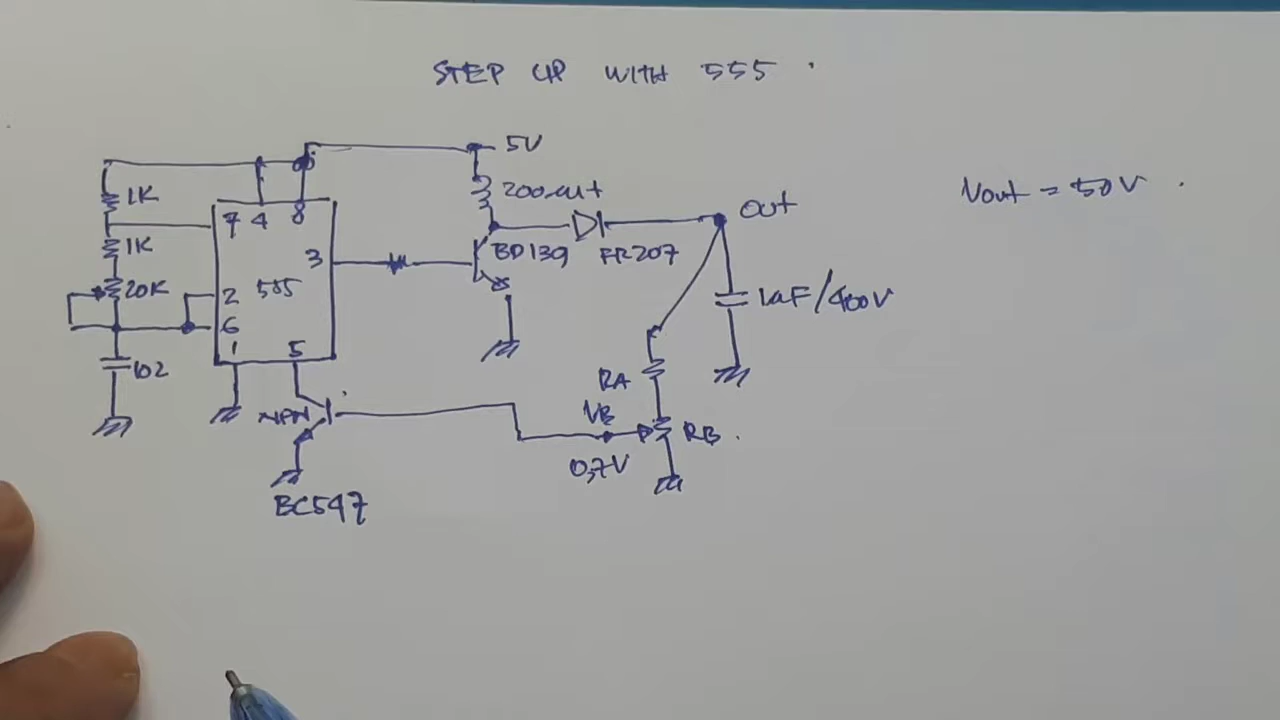 STEP UP WITH 555
5V
1K
7 4 8
200uH
Vout = 50V
OUT
1K
3
BD139
FR207
20K
2
555
1uF/400V
6
1 5
102
RA
NPN
VB
RB
0,7V
BC547